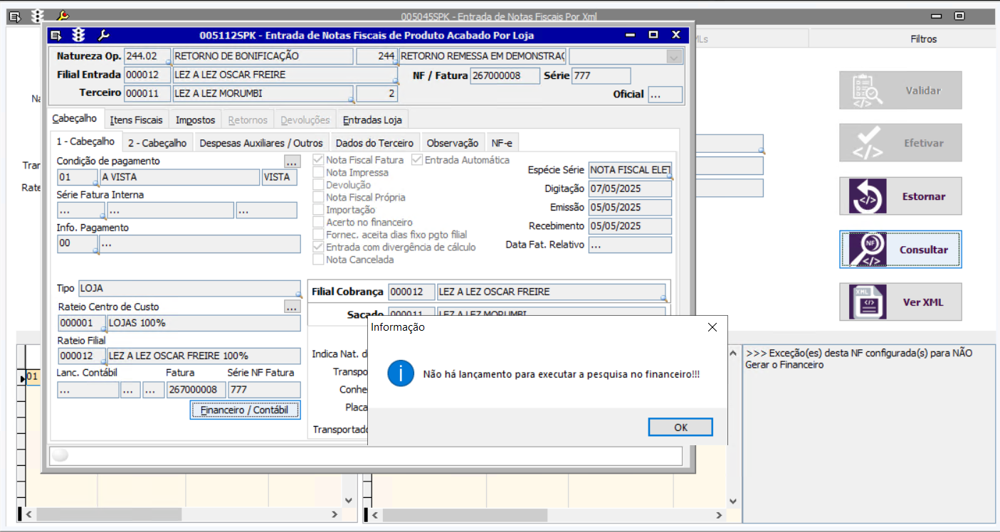 005045SPK - Entrada de Notas Fiscais Por Xml
005112SPK - Entrada de Notas Fiscais de Produto Acabado Por Loja
MLs
Filtros
Natureza Op. 244.02 RETORNO DE BONIFICAÇÃO 244 RETORNO REMESSA EM DEMONSTRAÇ
Filial Entrada 000012 LEZ A LEZ OSCAR FREIRE NF / Fatura 267000008 Série 777
Terceiro 000011 LEZ A LEZ MORUMBI 2 Oficial ...
Na
Tran
Rate
Cabeçalho Itens Fiscais Impostos Retornos Devoluções Entradas Loja
1 - Cabeçalho 2 - Cabeçalho Despesas Auxiliares / Outros Dados do Terceiro Observação NF-e
Condição de pagamento ...
01 A VISTA VISTA
Série Fatura Interna
... ... ...
Info. Pagamento
00 ...
Nota Fiscal Fatura Entrada Automática
Nota Impressa
Devolução
Nota Fiscal Própria
Importação
Acerto no financeiro
Fornec. aceita dias fixo pgto filial
Entrada com divergência de cálculo
Nota Cancelada
Espécie Série NOTA FISCAL ELET
Digitação 07/05/2025
Emissão 05/05/2025
Recebimento 05/05/2025
Data Fat. Relativo ...
Tipo LOJA
Rateio Centro de Custo ...
000001 LOJAS 100%
Rateio Filial
000012 LEZ A LEZ OSCAR FREIRE 100%
Lanc. Contábil Fatura Série NF Fatura
... ... ... 267000008 777
Financeiro / Contábil
Filial Cobrança 000012 LEZ A LEZ OSCAR FREIRE
Sacado 000011 LEZ A LEZ MORUMBI
Indica Nat. d
Transpo
Conhe
Placa
Transportado
Informação
Não há lançamento para executar a pesquisa no financeiro!!!
OK
Validar
Efetivar
Estornar
NF
Consultar
XML
Ver XML
01
>>> Exceção(es) desta NF configurada(s) para NÃO
Gerar o Financeiro